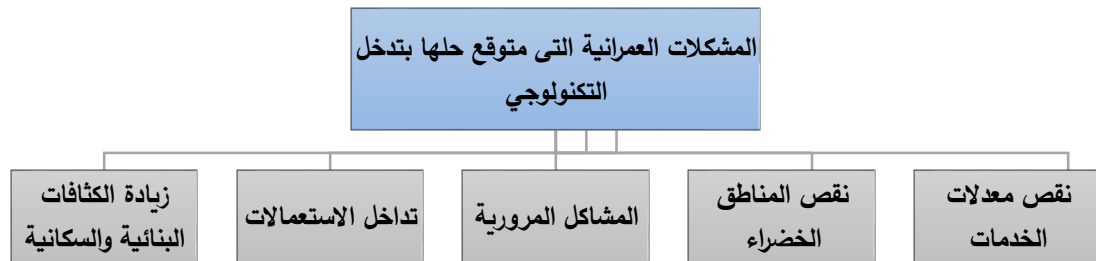 المشكلات العمرانية التى متوقع حلها بتدخل
التكنولوجي
نقص معدلات
الخدمات
نقص المناطق
الخضراء
المشاكل المرورية
تداخل الاستعمالات
زيادة الكثافات
البنائية والسكانية